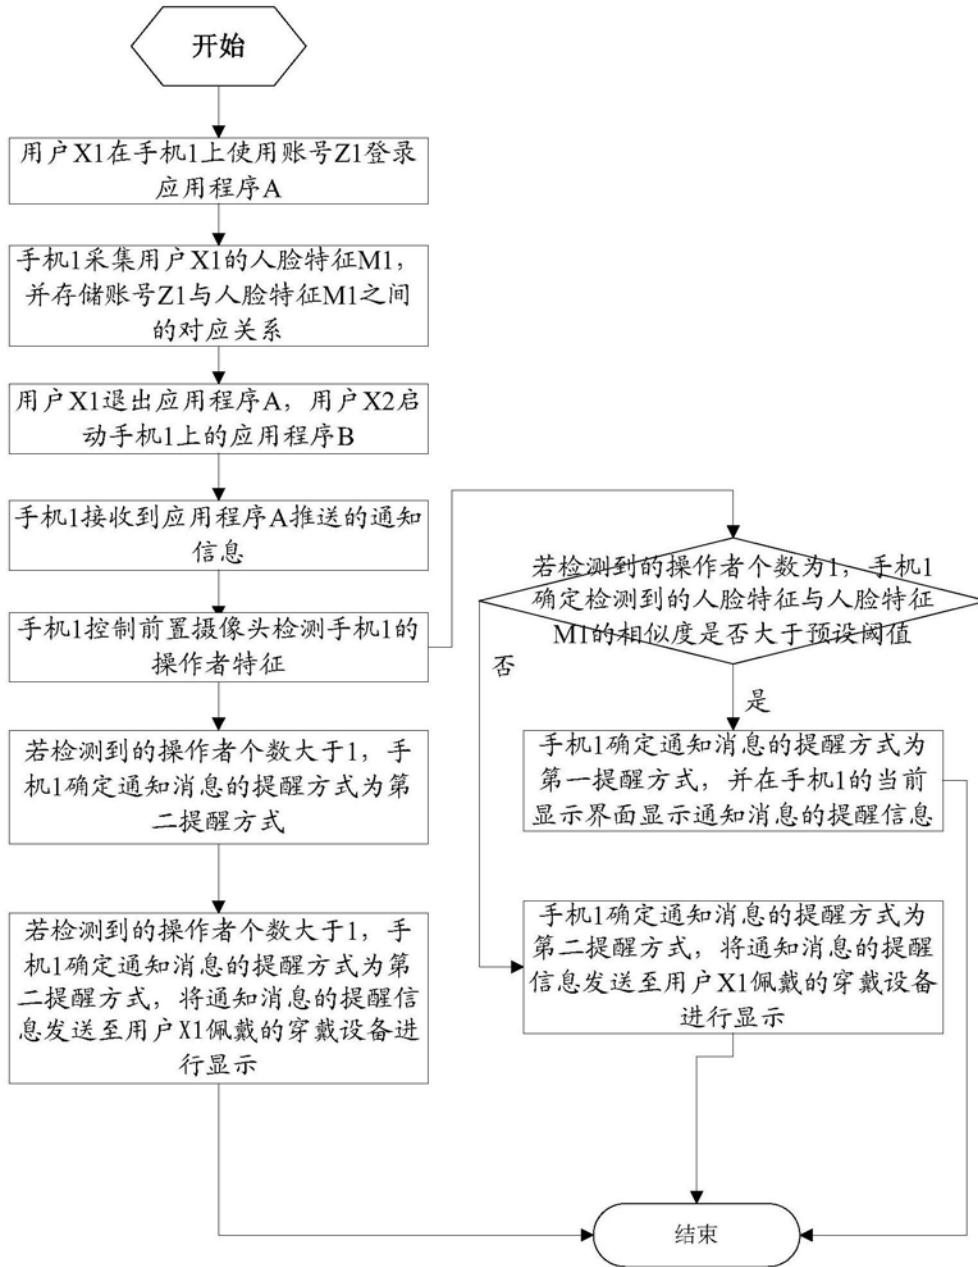 开始
用户X1在手机1上使用账号Z1登录
应用程序A
手机1采集用户X1的人脸特征M1，
并存储账号Z1与人脸特征M1之间
的对应关系
用户X1退出应用程序A，用户X2启
动手机1上的应用程序B
手机1接收到应用程序A推送的通知
信息
手机1控制前置摄像头检测手机1的
操作者特征
若检测到的操作者个数大于1，手
机1确定通知消息的提醒方式为第
二提醒方式
若检测到的操作者个数大于1，手
机1确定通知消息的提醒方式为第
二提醒方式，将通知消息的提醒信
息发送至用户X1佩戴的穿戴设备进
行显示
若检测到的操作者个数为1，手机1
确定检测到的人脸特征与人脸特征
M1的相似度是否大于预设阈值
否
是
手机1确定通知消息的提醒方式为
第一提醒方式，并在手机1的当前
显示界面显示通知消息的提醒信息
手机1确定通知消息的提醒方式为
第二提醒方式，将通知消息的提醒
信息发送至用户X1佩戴的穿戴设备
进行显示
结束